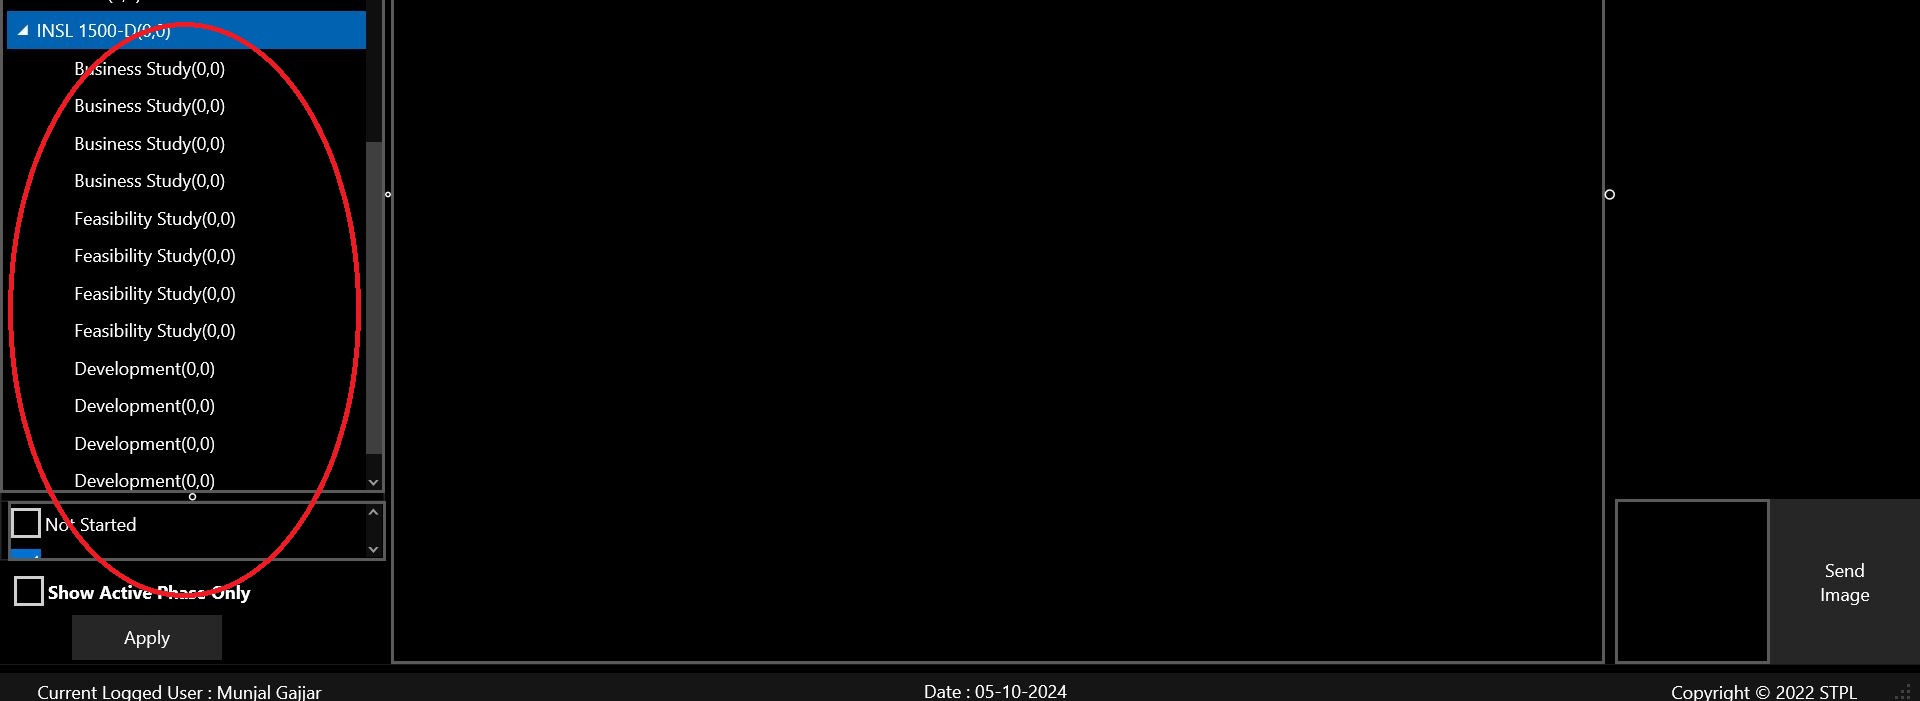 INSL 1500-D(0,0)
Business Study(0,0)
Business Study(0,0)
Business Study(0,0)
Business Study(0,0)
Feasibility Study(0,0)
Feasibility Study(0,0)
Feasibility Study(0,0)
Feasibility Study(0,0)
Development(0,0)
Development(0,0)
Development(0,0)
Development(0,0)
Not Started
Show Active Phase Only
Apply
Send
Image
Current Logged User : Munjal Gajjar
Date : 05-10-2024
Copyright © 2022 STPL